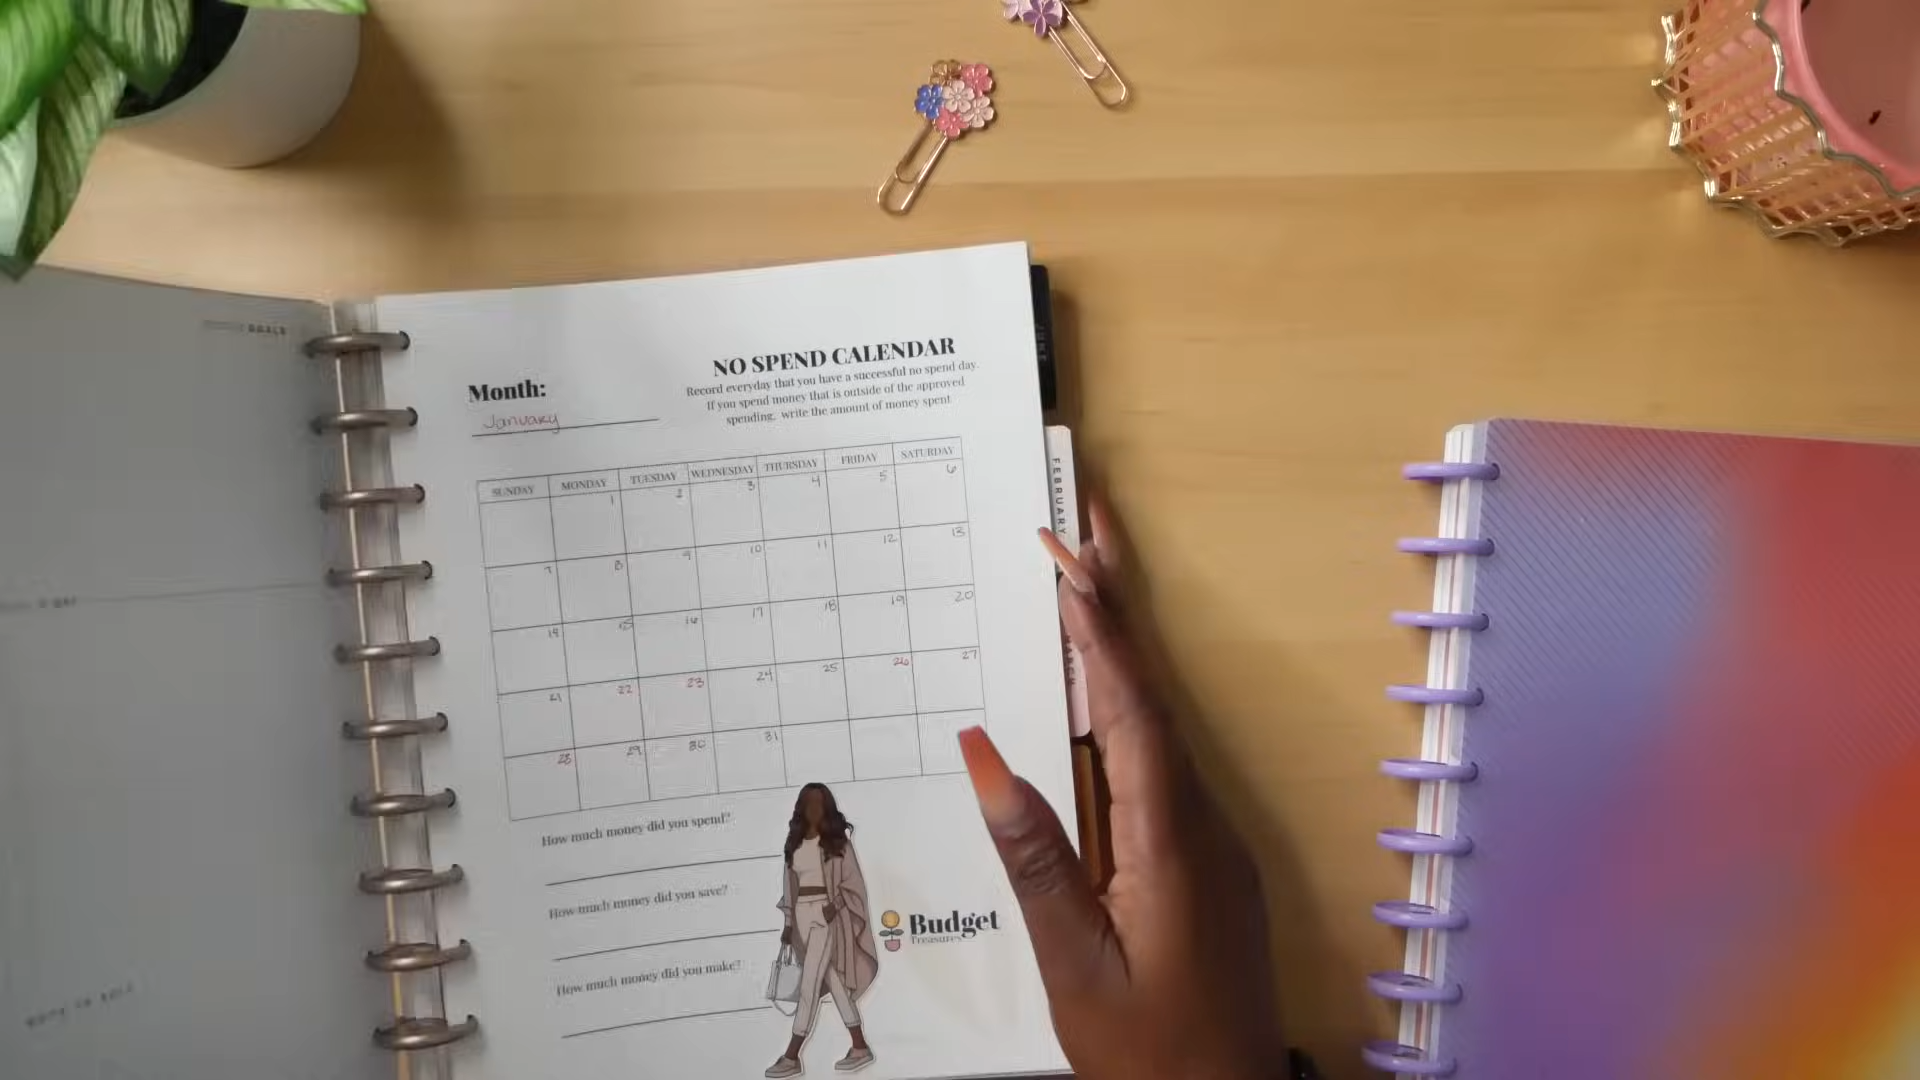 GOALS
NO SPEND CALENDAR
Record everyday that you have a successful no spend day.
If you spend money that is outside of the approved
spending, write the amount of money spent
Month:
January
SUNDAY MONDAY TUESDAY WEDNESDAY THURSDAY FRIDAY SATURDAY
1 2 3 4 5 6
7 8 9 10 11 12 13
14 15 16 17 18 19 20
21 22 23 24 25 26 27
28 29 30 31
How much money did you spend?
How much money did you save?
How much money did you make?
Budget
Treasures
JUNE
FEBRUARY
MARCH